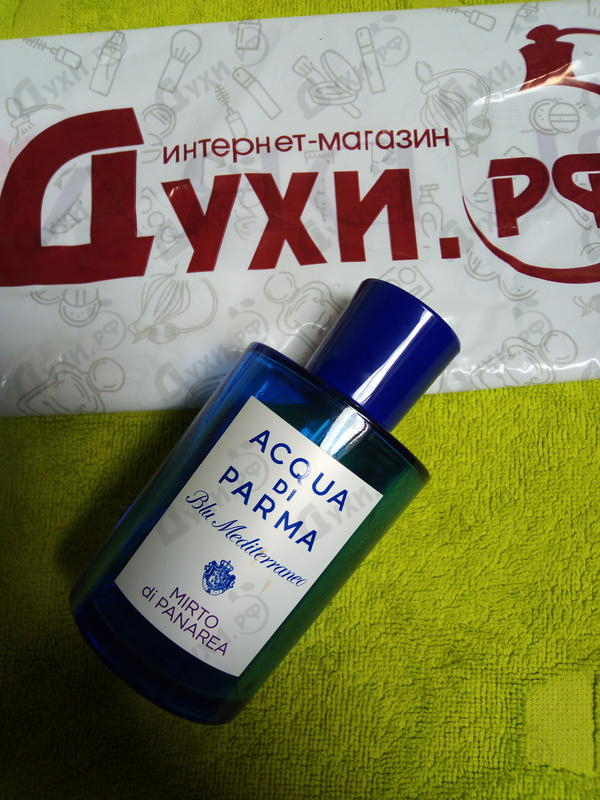 интернет-магазин
Духи.РФ
ACQUA
DI
PARMA
Blu Mediterraneo
MIRTO
di PANAREA